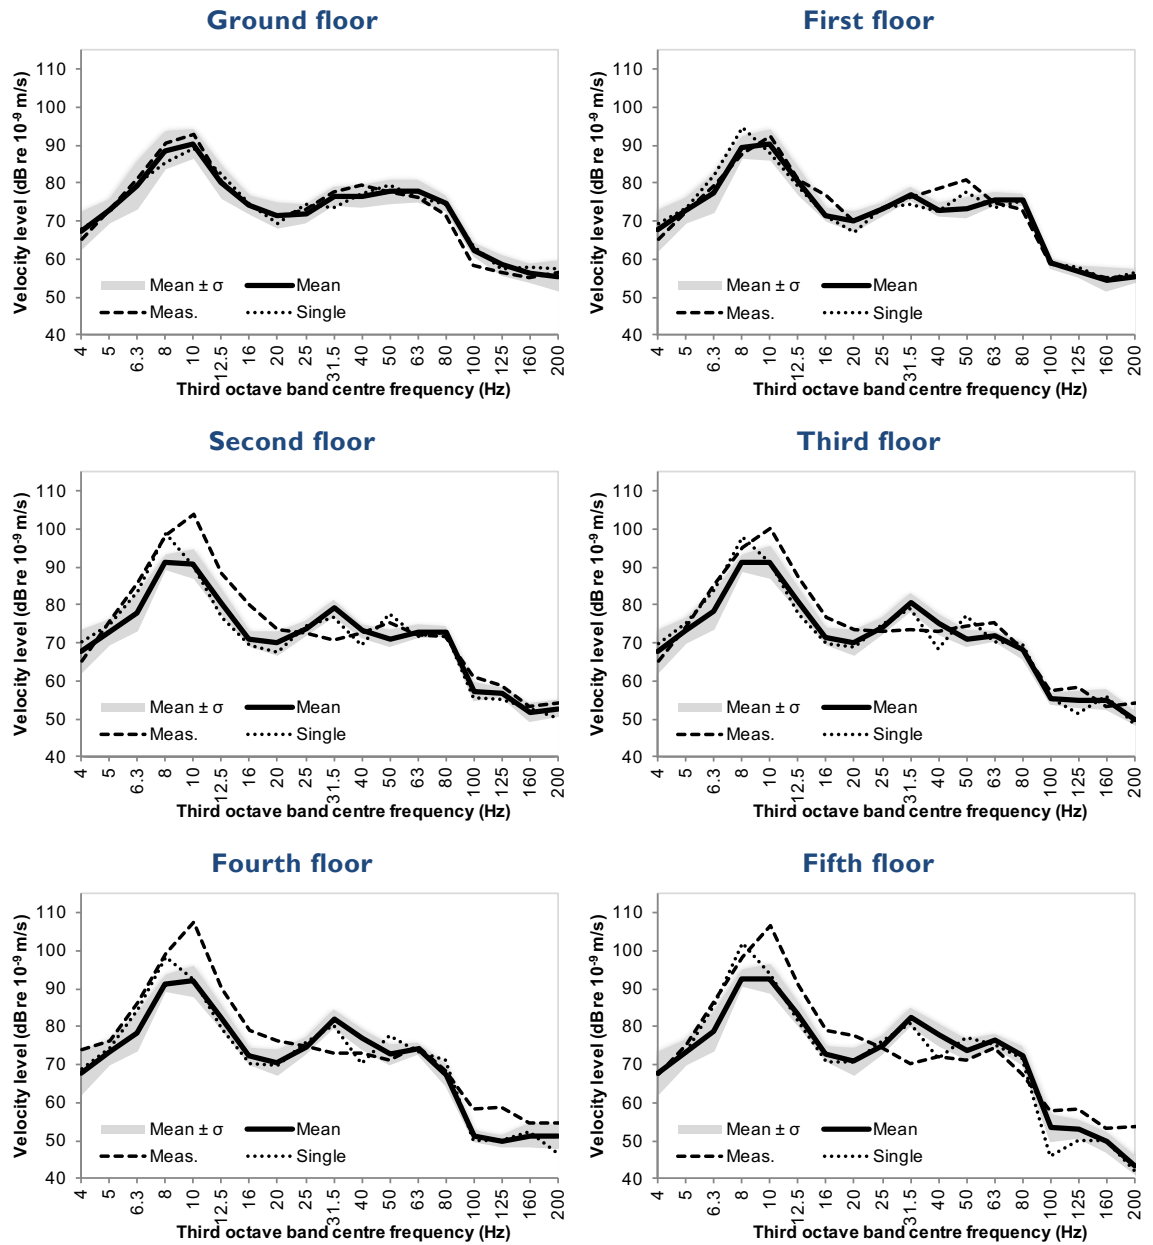 Ground floor
Velocity level (dB re 10⁻⁹ m/s)
110
100
90
80
70
60
50
40
Mean ± σ
Mean
Meas.
Single
4 5 6.3 8 10 12.5 16 20 25 31.5 40 50 63 80 100 125 160 200
Third octave band centre frequency (Hz)
First floor
Velocity level (dB re 10⁻⁹ m/s)
110
100
90
80
70
60
50
40
Mean ± σ
Mean
Meas.
Single
4 5 6.3 8 10 12.5 16 20 25 31.5 40 50 63 80 100 125 160 200
Third octave band centre frequency (Hz)
Second floor
Velocity level (dB re 10⁻⁹ m/s)
110
100
90
80
70
60
50
40
Mean ± σ
Mean
Meas.
Single
4 5 6.3 8 10 12.5 16 20 25 31.5 40 50 63 80 100 125 160 200
Third octave band centre frequency (Hz)
Third floor
Velocity level (dB re 10⁻⁹ m/s)
110
100
90
80
70
60
50
40
Mean ± σ
Mean
Meas.
Single
4 5 6.3 8 10 12.5 16 20 25 31.5 40 50 63 80 100 125 160 200
Third octave band centre frequency (Hz)
Fourth floor
Velocity level (dB re 10⁻⁹ m/s)
110
100
90
80
70
60
50
40
Mean ± σ
Mean
Meas.
Single
4 5 6.3 8 10 12.5 16 20 25 31.5 40 50 63 80 100 125 160 200
Third octave band centre frequency (Hz)
Fifth floor
Velocity level (dB re 10⁻⁹ m/s)
110
100
90
80
70
60
50
40
Mean ± σ
Mean
Meas.
Single
4 5 6.3 8 10 12.5 16 20 25 31.5 40 50 63 80 100 125 160 200
Third octave band centre frequency (Hz)